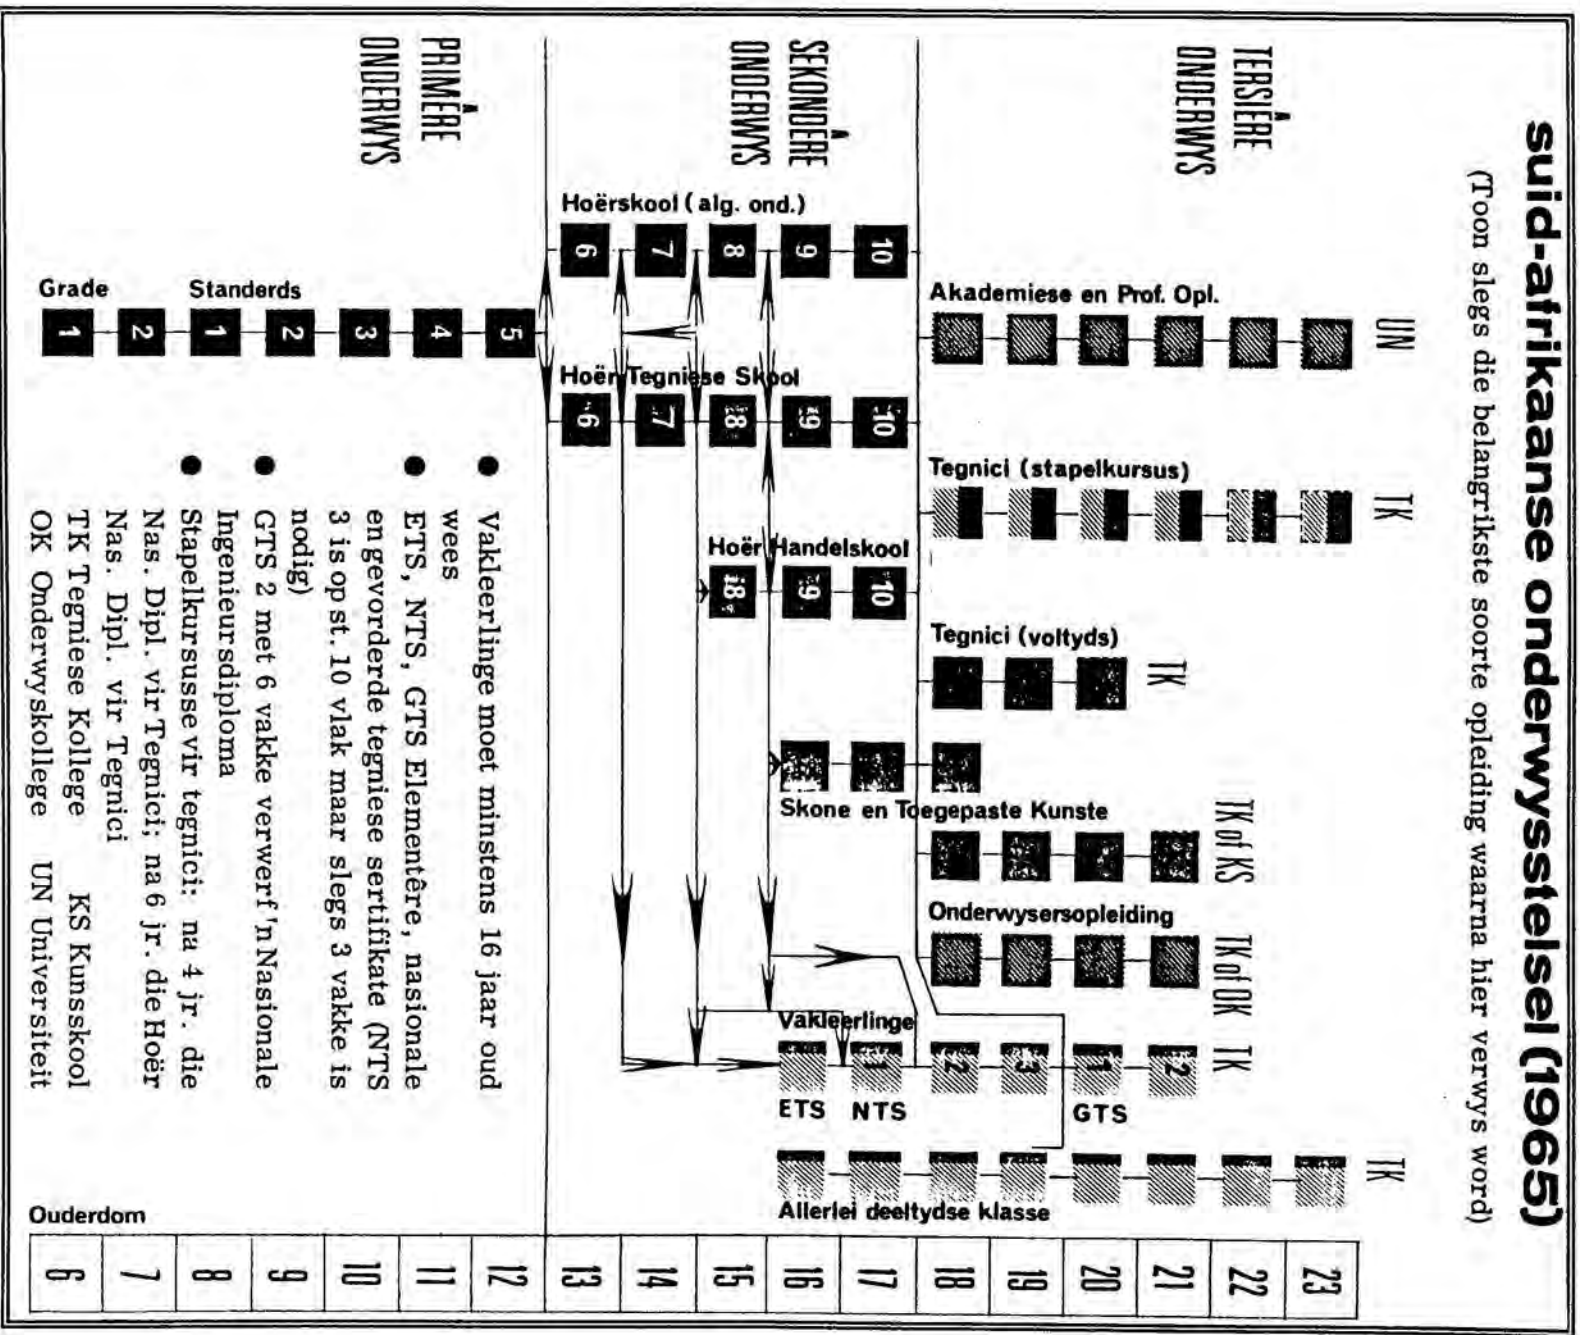 suid-afrikaanse onderwysstelsel (1965)
(Toon slegs die belangrikste soorte opleiding waarna hier verwys word)
TERSIÊRE
ONDERWYS
SEKONDÊRE
ONDERWYS
PRIMÊRE
ONDERWYS
Grade
Standerds
1 2 1 2 3 4 5
Hoërskool (alg. ond.)
6 7 8 9 10
Hoër Tegniese Skool
6 7 8 9 10
Hoër Handelskool
8 9 10
Akademiese en Prof. Opl.
UN
Tegnici (stapelkursus)
TK
Tegnici (voltyds)
TK
Skone en Toegepaste Kunste
TK of KS
Onderwysersopleiding
TK of OK
Vakleerlinge
1 2 3 1 2
TK
ETS NTS GTS
TK
Allerlei deeltydse klasse
● Vakleerlinge moet minstens 16 jaar oud
wees
● ETS, NTS, GTS Elementêre, nasionale
en gevorderde tegniese sertifikate (NTS
3 is op st. 10 vlak maar slegs 3 vakke is
nodig)
● GTS 2 met 6 vakke verwerf 'n Nasionale
Ingenieursdiploma
● Stapelkursusse vir tegnici: na 4 jr. die
Nas. Dipl. vir Tegnici; na 6 jr. die Hoër
Nas. Dipl. vir Tegnici
TK Tegniese Kollege KS Kunsskool
OK Onderwyskollege UN Universiteit
Ouderdom
6 7 8 9 10 11 12 13 14 15 16 17 18 19 20 21 22 23